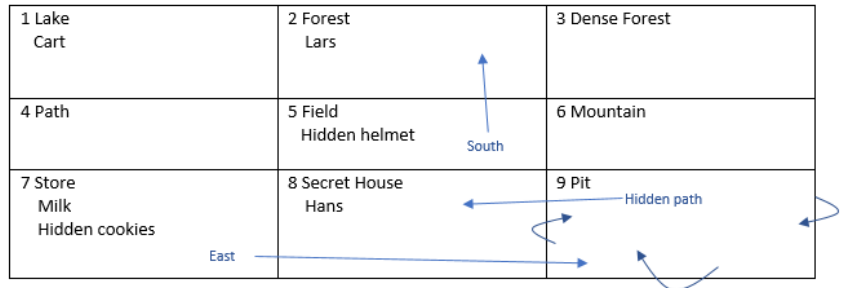 1 Lake
Cart
2 Forest
Lars
3 Dense Forest
4 Path
5 Field
Hidden helmet
South
6 Mountain
7 Store
Milk
Hidden cookies
East
8 Secret House
Hans
9 Pit
Hidden path